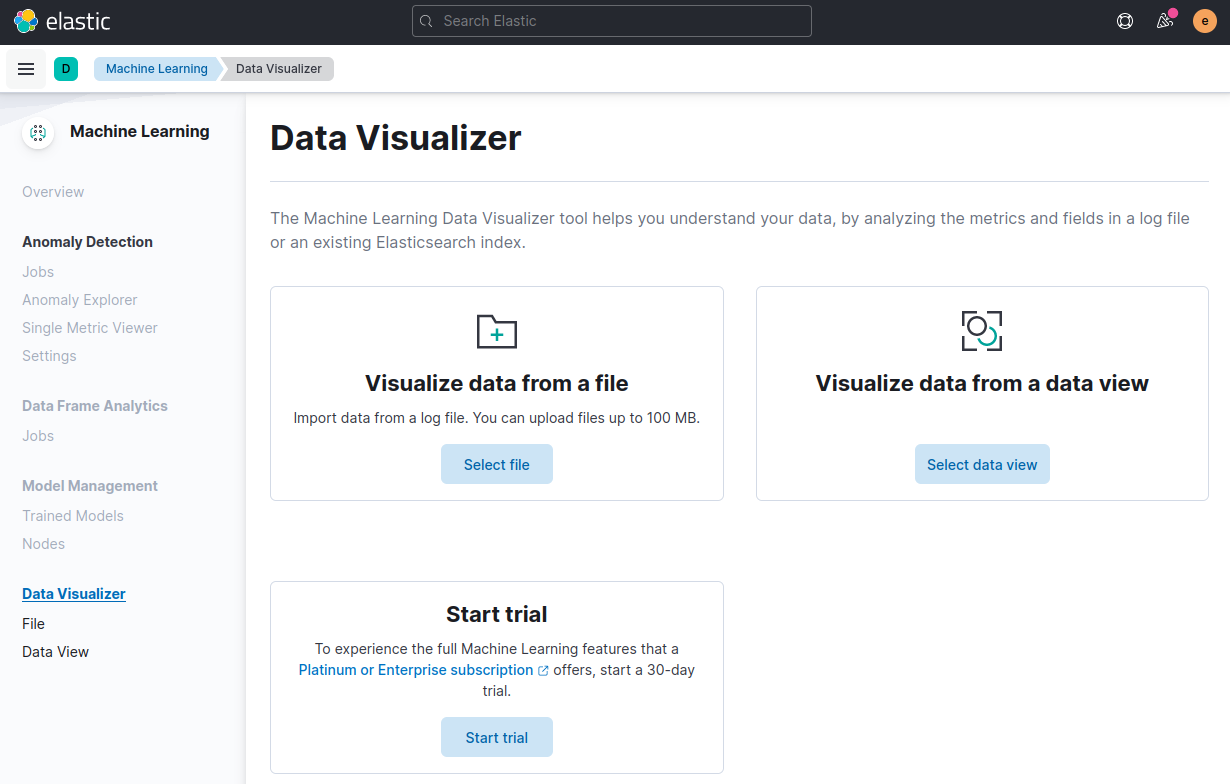 elastic
Search Elastic
e
D
Machine Learning
Data Visualizer
Machine Learning
Overview
Anomaly Detection
Jobs
Anomaly Explorer
Single Metric Viewer
Settings
Data Frame Analytics
Jobs
Model Management
Trained Models
Nodes
Data Visualizer
File
Data View
Data Visualizer
The Machine Learning Data Visualizer tool helps you understand your data, by analyzing the metrics and fields in a log file
or an existing Elasticsearch index.
Visualize data from a file
Import data from a log file. You can upload files up to 100 MB.
Select file
Visualize data from a data view
Select data view
Start trial
To experience the full Machine Learning features that a
Platinum or Enterprise subscription offers, start a 30-day
trial.
Start trial